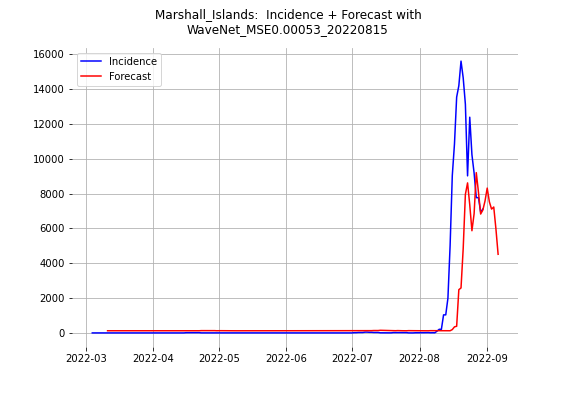 Marshall_Islands:  Incidence + Forecast with
WaveNet_MSE0.00053_20220815
Incidence
Forecast
16000
14000
12000
10000
8000
6000
4000
2000
0
2022-03 2022-04 2022-05 2022-06 2022-07 2022-08 2022-09